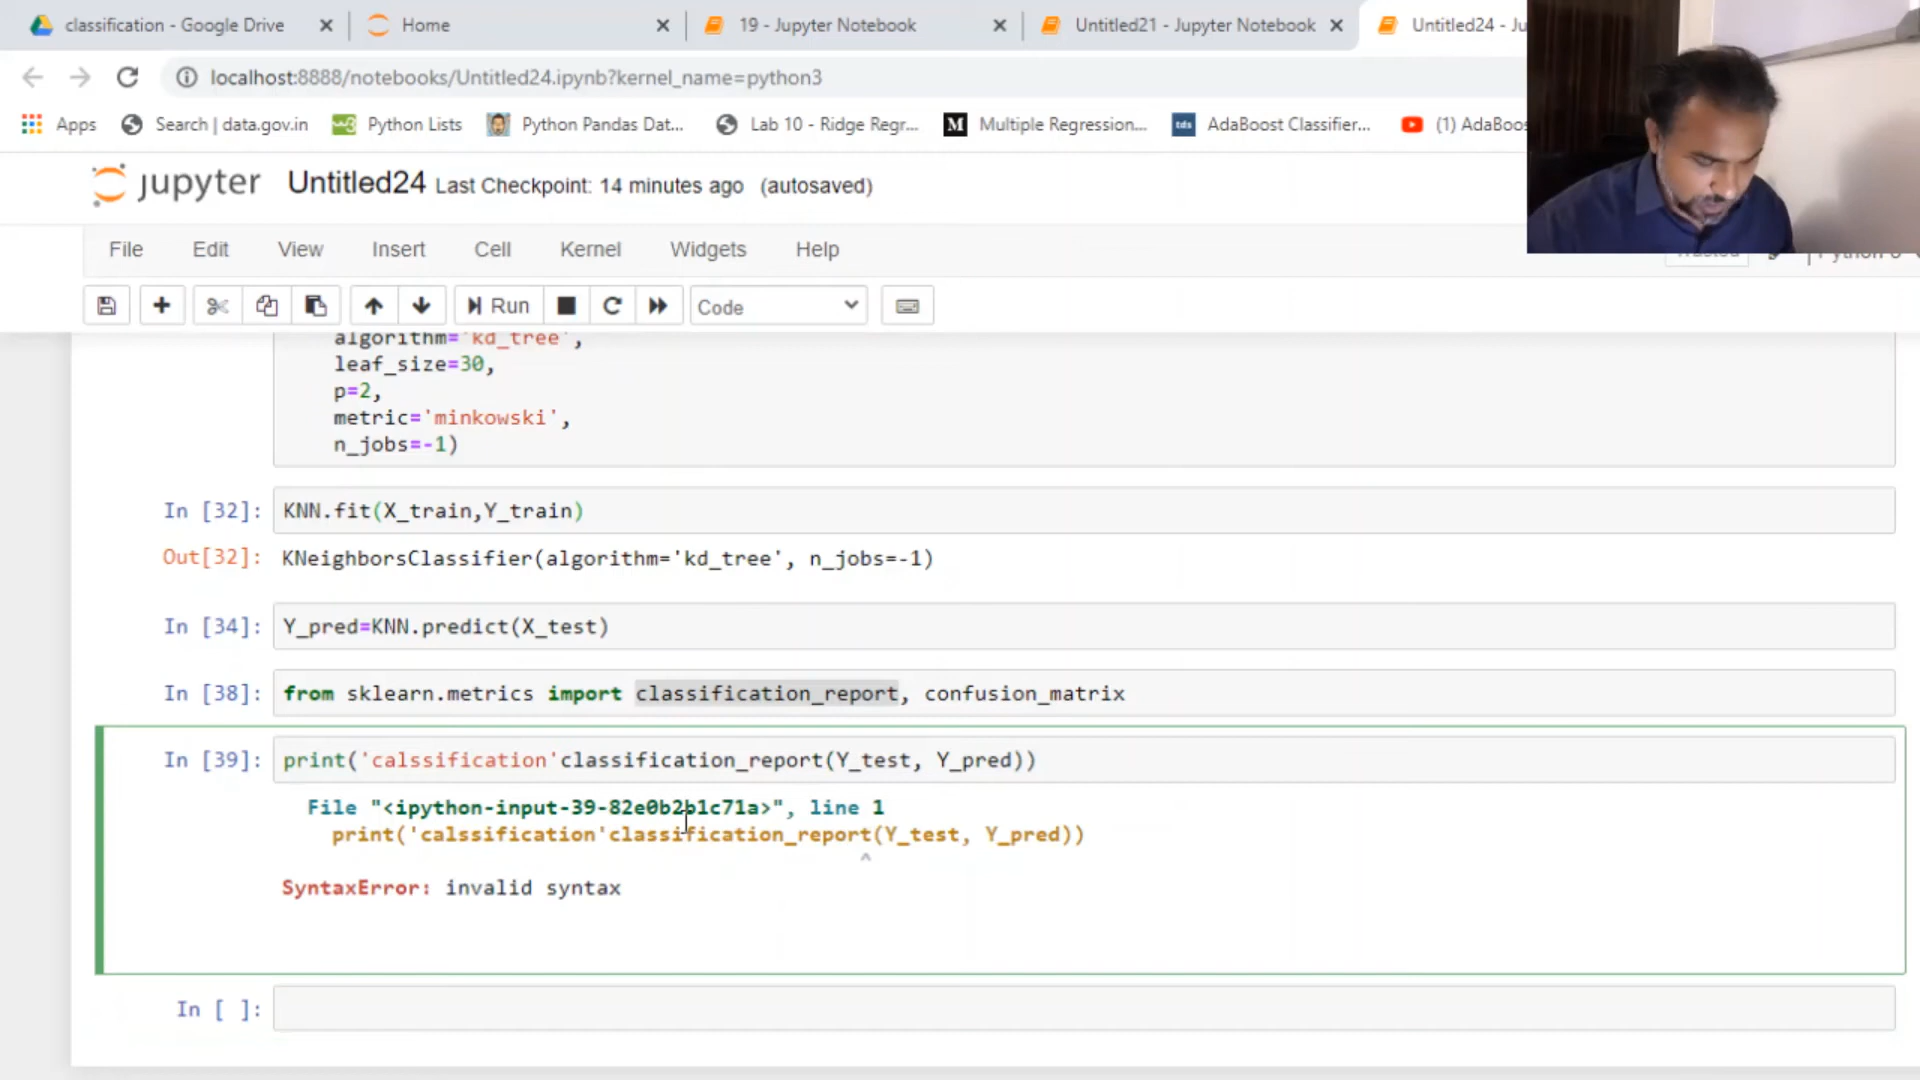 classification - Google Drive
Home
19 - Jupyter Notebook
Untitled21 - Jupyter Notebook
Untitled24 - Ju
localhost:8888/notebooks/Untitled24.ipynb?kernel_name=python3
Apps
Search | data.gov.in
Python Lists
Python Pandas Dat...
Lab 10 - Ridge Regr...
M
Multiple Regression...
tds
AdaBoost Classifier...
(1) AdaBoos
jupyter
Untitled24
Last Checkpoint: 14 minutes ago
(autosaved)
File
Edit
View
Insert
Cell
Kernel
Widgets
Help
Run
Code
algorithm='kd_tree',
leaf_size=30,
p=2,
metric='minkowski',
n_jobs=-1)
In [32]:
KNN.fit(X_train,Y_train)
Out[32]:
KNeighborsClassifier(algorithm='kd_tree', n_jobs=-1)
In [34]:
Y_pred=KNN.predict(X_test)
In [38]:
from sklearn.metrics import classification_report, confusion_matrix
In [39]:
print('calssification'classification_report(Y_test, Y_pred))
File "<ipython-input-39-82e0b2b1c71a>", line 1
print('calssification'classification_report(Y_test, Y_pred))
^
SyntaxError: invalid syntax
In [ ]: